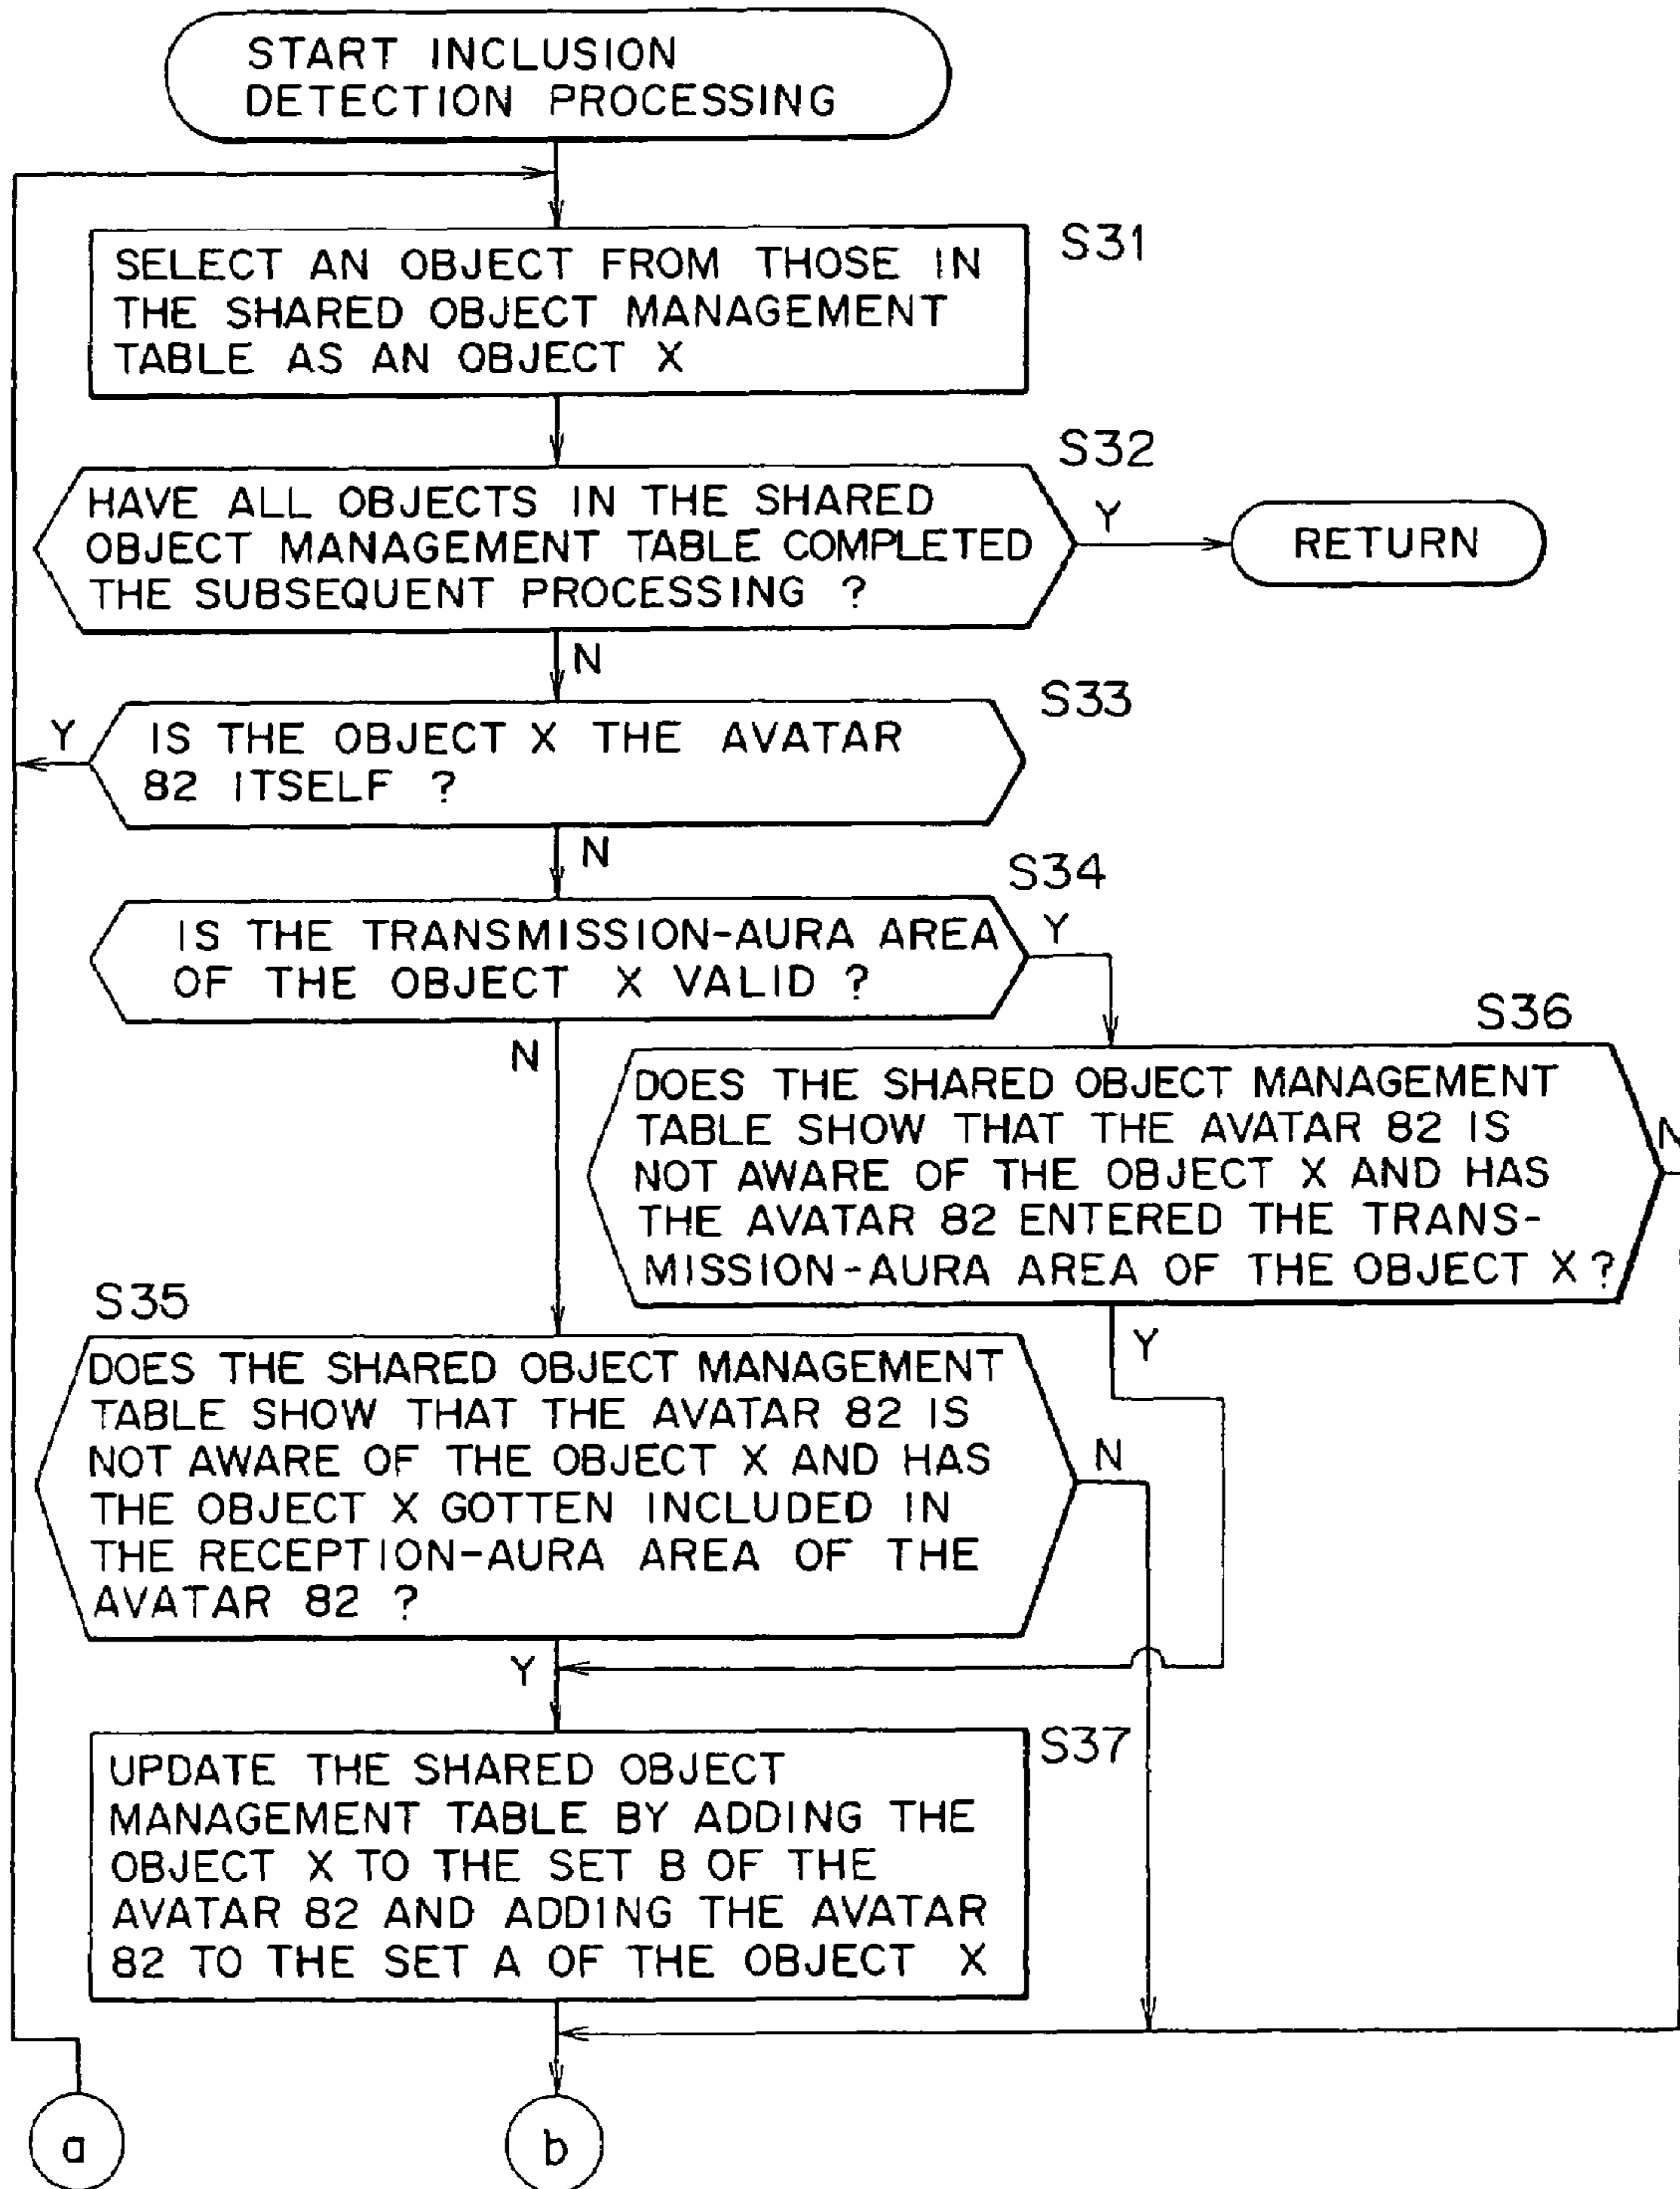 START INCLUSION
DETECTION PROCESSING
S31
SELECT AN OBJECT FROM THOSE IN
THE SHARED OBJECT MANAGEMENT
TABLE AS AN OBJECT X
S32
HAVE ALL OBJECTS IN THE SHARED
OBJECT MANAGEMENT TABLE COMPLETED
THE SUBSEQUENT PROCESSING ?
Y
RETURN
N
S33
Y
IS THE OBJECT X THE AVATAR
82 ITSELF ?
N
S34
IS THE TRANSMISSION-AURA AREA
OF THE OBJECT X VALID ?
Y
N
S36
DOES THE SHARED OBJECT MANAGEMENT
TABLE SHOW THAT THE AVATAR 82 IS
NOT AWARE OF THE OBJECT X AND HAS
THE AVATAR 82 ENTERED THE TRANS-
MISSION-AURA AREA OF THE OBJECT X?
N
Y
S35
DOES THE SHARED OBJECT MANAGEMENT
TABLE SHOW THAT THE AVATAR 82 IS
NOT AWARE OF THE OBJECT X AND HAS
THE OBJECT X GOTTEN INCLUDED IN
THE RECEPTION-AURA AREA OF THE
AVATAR 82 ?
N
Y
S37
UPDATE THE SHARED OBJECT
MANAGEMENT TABLE BY ADDING THE
OBJECT X TO THE SET B OF THE
AVATAR 82 AND ADDING THE AVATAR
82 TO THE SET A OF THE OBJECT X
a
b